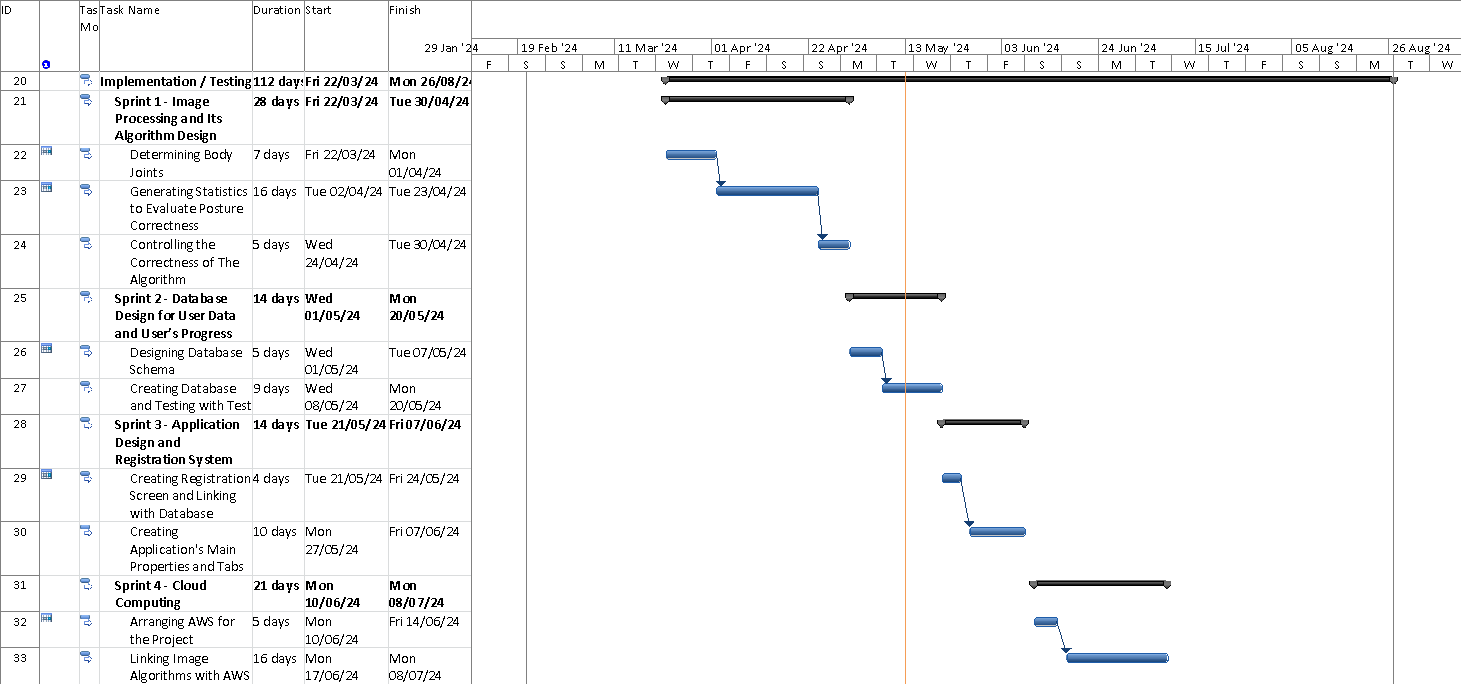 ID Tas Task Name Duration Start Finish
Mo
29 Jan '24 19 Feb '24 11 Mar '24 01 Apr '24 22 Apr '24 13 May '24 03 Jun '24 24 Jun '24 15 Jul '24 05 Aug '24 26 Aug '24
F S S M T W T F S S M T W T F S S M T W T F S S M T W
20 Implementation / Testing 112 days Fri 22/03/24 Mon 26/08/24
21 Sprint 1 - Image 28 days Fri 22/03/24 Tue 30/04/24
Processing and Its
Algorithm Design
22 Determining Body 7 days Fri 22/03/24 Mon
Joints 01/04/24
23 Generating Statistics 16 days Tue 02/04/24 Tue 23/04/24
to Evaluate Posture
Correctness
24 Controlling the 5 days Wed Tue 30/04/24
Correctness of The 24/04/24
Algorithm
25 Sprint 2 - Database 14 days Wed Mon
Design for User Data 01/05/24 20/05/24
and User's Progress
26 Designing Database 5 days Wed Tue 07/05/24
Schema 01/05/24
27 Creating Database 9 days Wed Mon
and Testing with Test 08/05/24 20/05/24
28 Sprint 3 - Application 14 days Tue 21/05/24 Fri 07/06/24
Design and
Registration System
29 Creating Registration 4 days Tue 21/05/24 Fri 24/05/24
Screen and Linking
with Database
30 Creating 10 days Mon Fri 07/06/24
Application's Main 27/05/24
Properties and Tabs
31 Sprint 4 - Cloud 21 days Mon Mon
Computing 10/06/24 08/07/24
32 Arranging AWS for 5 days Mon Fri 14/06/24
the Project 10/06/24
33 Linking Image 16 days Mon Mon
Algorithms with AWS 17/06/24 08/07/24